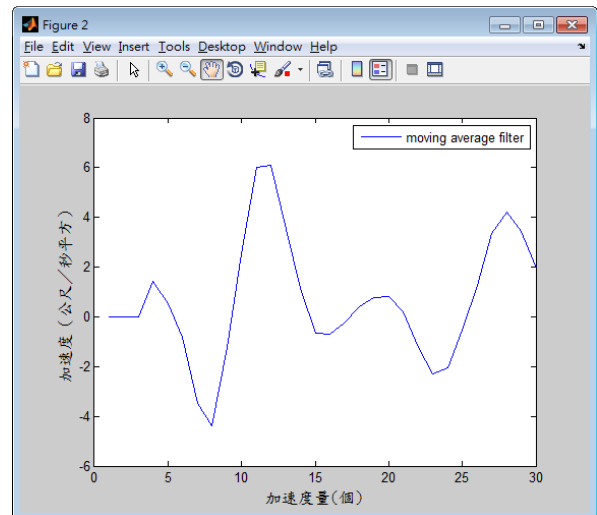 Figure 2
File Edit View Insert Tools Desktop Window Help
8
6
4
2
0
-2
-4
-6
0 5 10 15 20 25 30
moving average filter
加速度（公尺／秒平方）
加速度量(個)